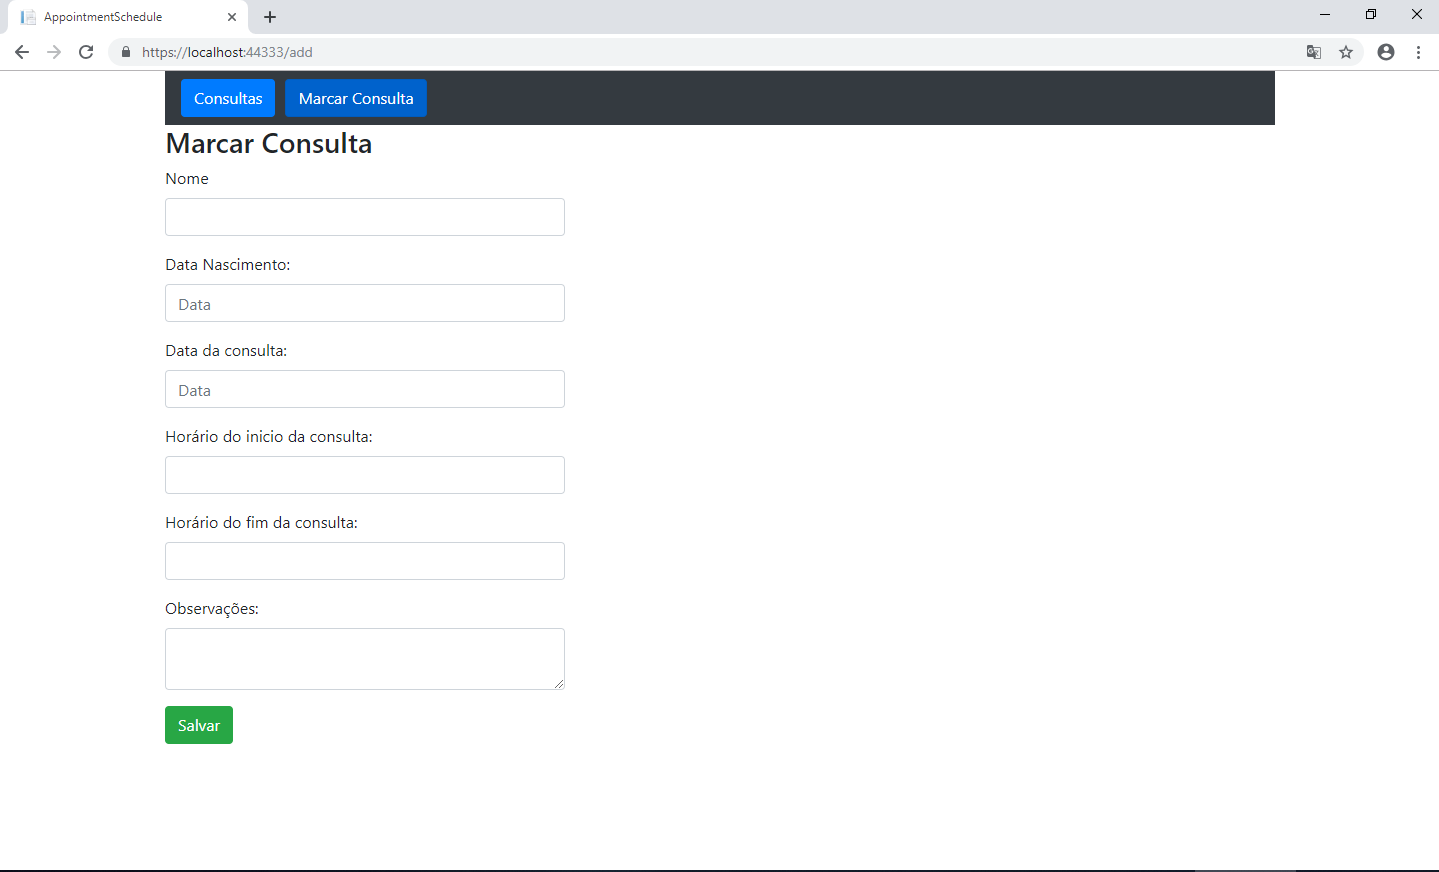 AppointmentSchedule
https://localhost:44333/add
Consultas Marcar Consulta
Marcar Consulta
Nome
Data Nascimento:
Data
Data da consulta:
Data
Horário do inicio da consulta:
Horário do fim da consulta:
Observações:
Salvar